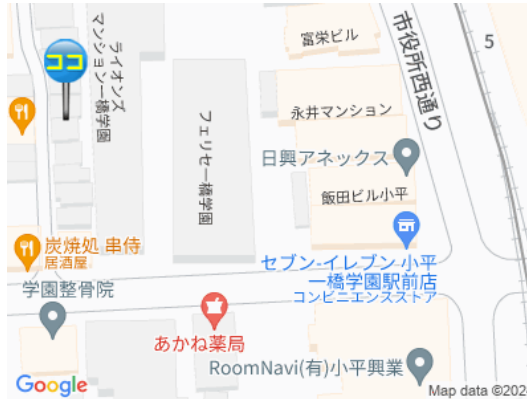 ココ
ライオンズ
マンション一橋学園
フェリセ一橋学園
富栄ビル
永井マンション
日興アネックス
飯田ビル小平
市役所西通り
5
セブン-イレブン 小平
一橋学園駅前店
コンビニエンスストア
炭焼処 串侍
居酒屋
学園整骨院
あかね薬局
RoomNavi(有)小平興業
Google
Map data ©202